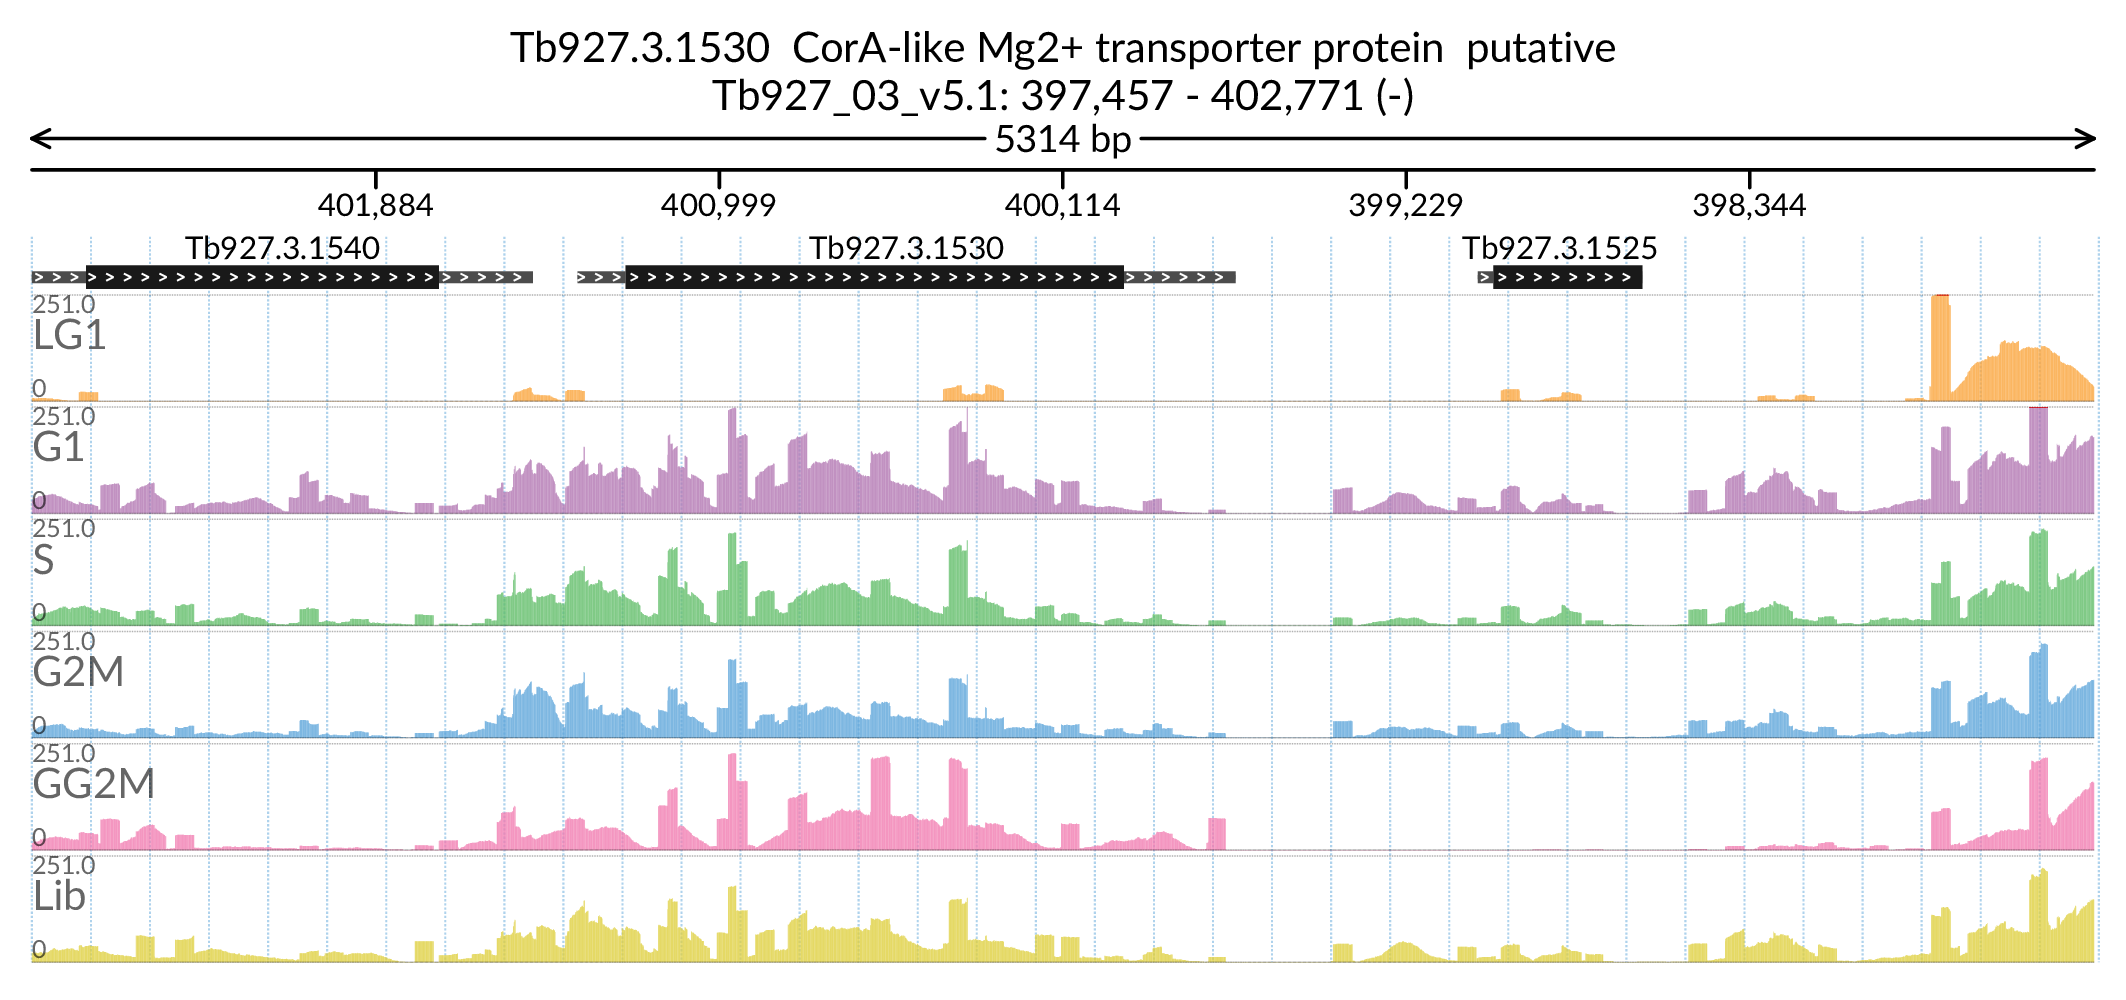 Tb927.3.1530  CorA-like Mg2+ transporter protein  putative
Tb927_03_v5.1: 397,457 - 402,771 (-)
5314 bp
401,884 400,999 400,114 399,229 398,344
Tb927.3.1540 Tb927.3.1530 Tb927.3.1525
251.0
LG1
0
251.0
G1
0
251.0
S
0
251.0
G2M
0
251.0
GG2M
0
251.0
Lib
0